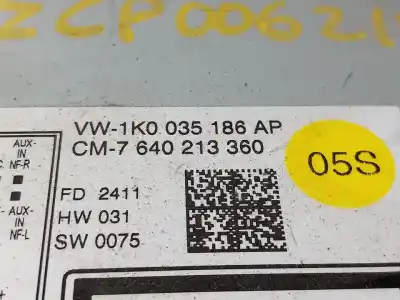 ZCP00621
VW-1K0 035 186 AP
CM-7 640 213 360
05S
FD 2411
HW 031
SW 0075
AUX-
IN
NF-R
AUX-
IN
NF-L